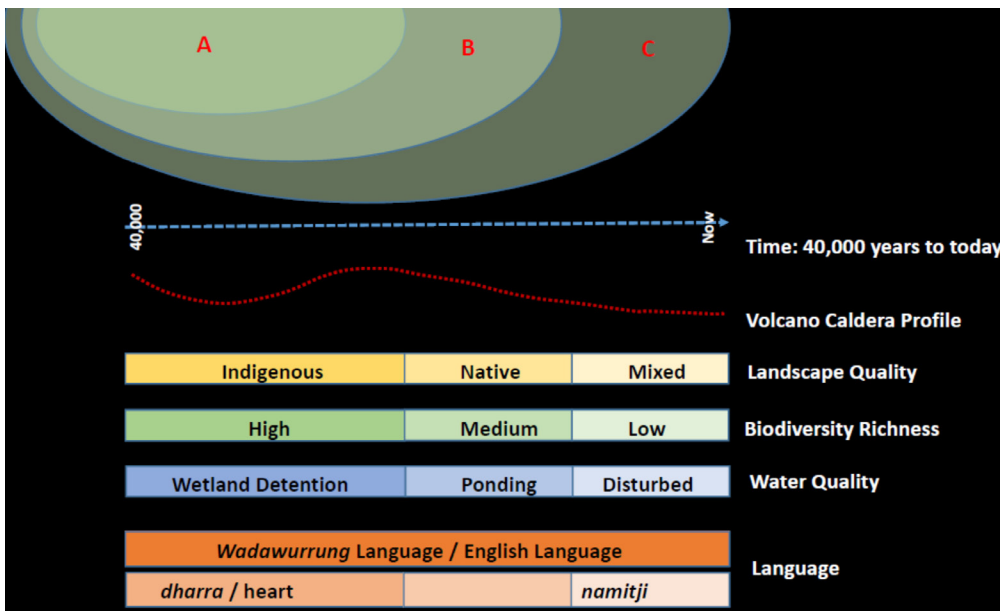 A B C
40,000 Now
Time: 40,000 years to today
Volcano Caldera Profile
Indigenous Native Mixed Landscape Quality
High Medium Low Biodiversity Richness
Wetland Detention Ponding Disturbed Water Quality
Wadawurrung Language / English Language
Language
dharra / heart namitji